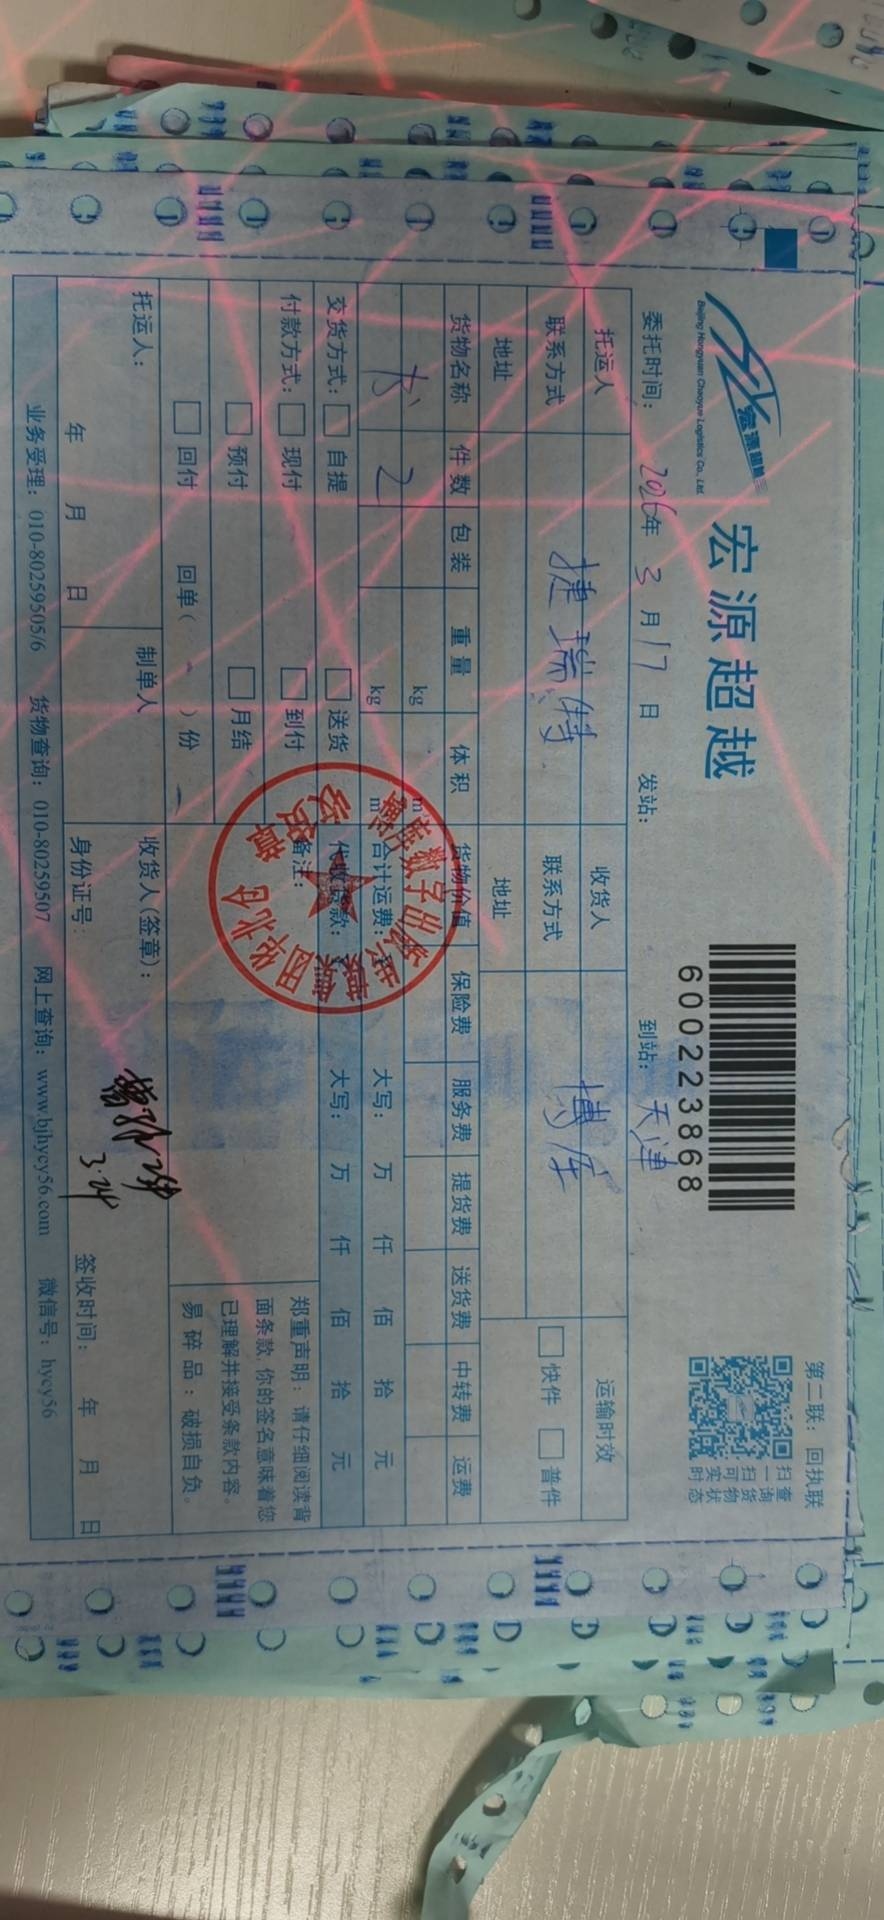 宏源超越
Beijing Hongyuan Chaoyue Logistics Co., Ltd.
宏源超越
6002223868
第二联：回执联
扫一扫可实时
查询货物状态
委托时间：2026年3月17日 发站： 到站：天津
托运人 捷瑞特 收货人 博库 运输时效
联系方式 联系方式 快件 普件
地址 地址
货物名称 件数 包装 重量 体积 货物价值 保险费 服务费 提货费 送货费 中转费 运费
书 2 kg m³
kg m³ 合计运费： 大写： 万 仟 佰 拾 元
交货方式： 自提 送货 代收货款： 大写： 万 仟 佰 拾 元
付款方式： 现付 到付 备注：
预付 月结
回付 回单（ ）份
郑重声明：请仔细阅读背
面条款,你的签名意味着您
已理解并接受条款内容。
易碎品：破损自负。
托运人： 制单人 收货人(签章)：
年 月 日 身份证号： 3.24 签收时间： 年 月 日
业务受理：010-80259505/6 货物查询：010-80259507 网上查询：www.bjhycy56.com 微信号：hycy56